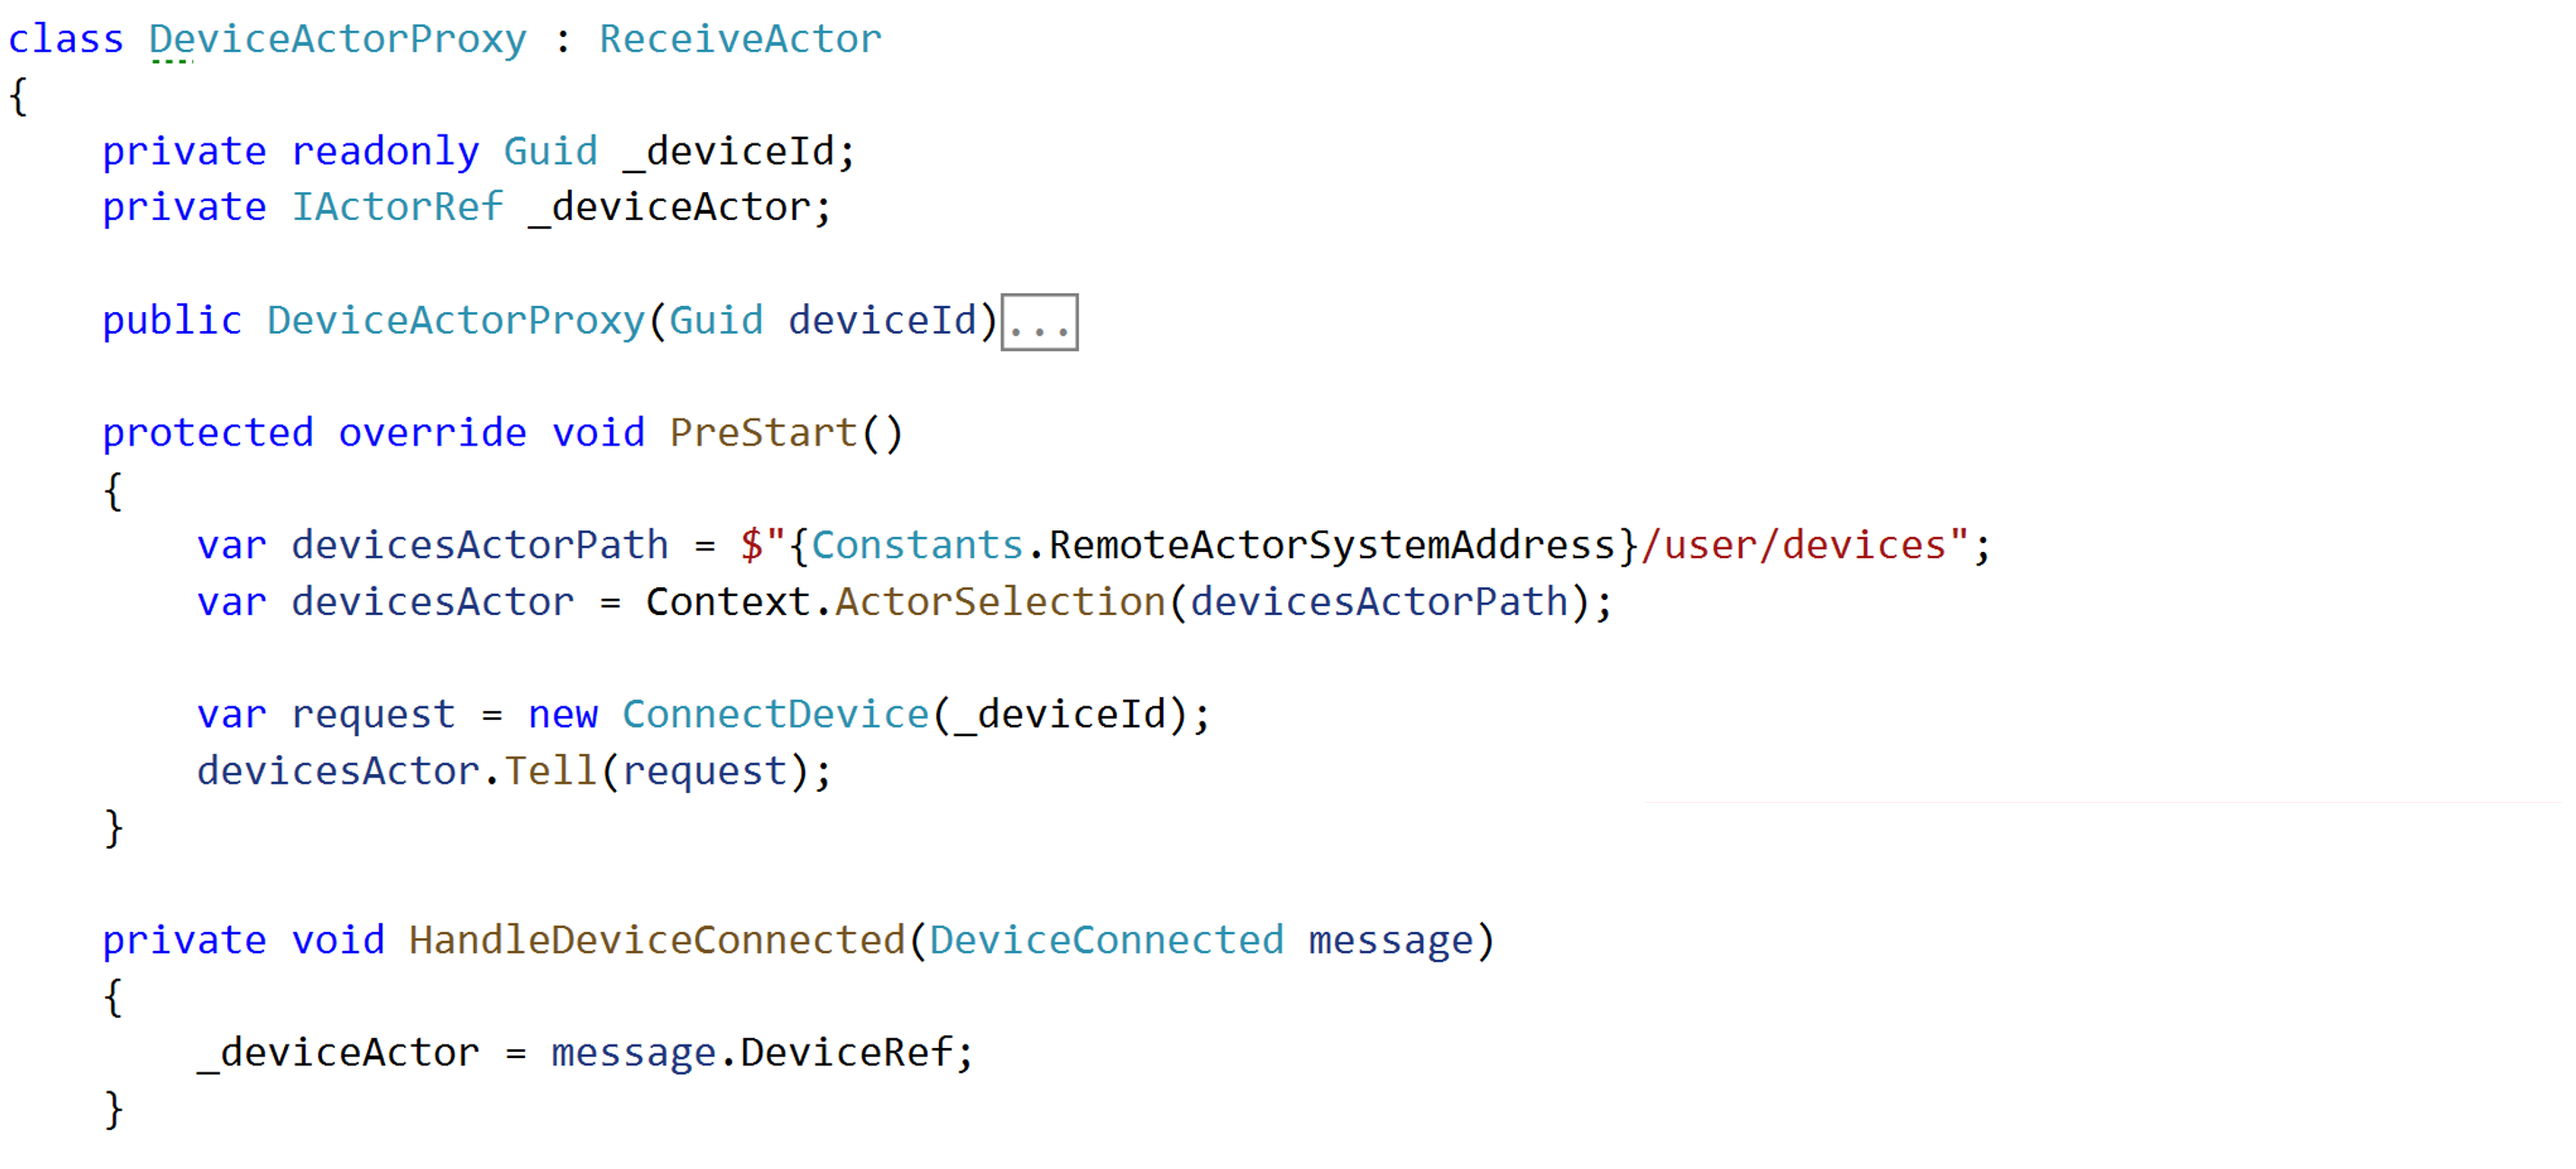 class DeviceActorProxy : ReceiveActor
{
    private readonly Guid _deviceId;
    private IActorRef _deviceActor;

    public DeviceActorProxy(Guid deviceId)...

    protected override void PreStart()
    {
        var devicesActorPath = $"{Constants.RemoteActorSystemAddress}/user/devices";
        var devicesActor = Context.ActorSelection(devicesActorPath);

        var request = new ConnectDevice(_deviceId);
        devicesActor.Tell(request);
    }

    private void HandleDeviceConnected(DeviceConnected message)
    {
        _deviceActor = message.DeviceRef;
    }